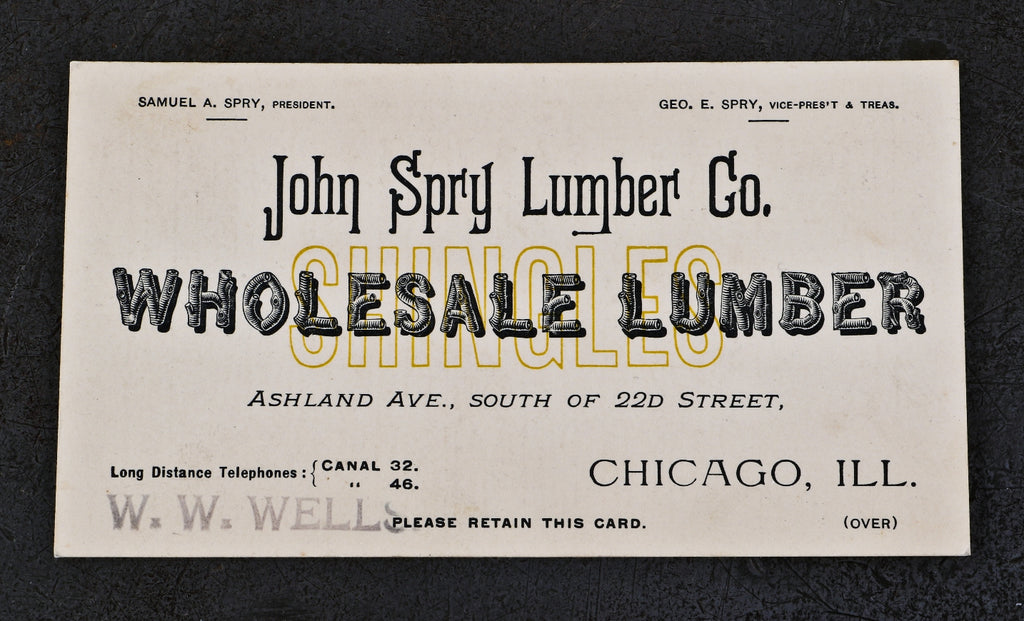 SAMUEL A. SPRY, PRESIDENT.
GEO. E. SPRY, VICE-PRES'T & TREAS.
John Spry Lumber Co.
SHINGLES
WHOLESALE LUMBER
ASHLAND AVE., SOUTH OF 22D STREET,
Long Distance Telephones: { CANAL 32.
" 46.
CHICAGO, ILL.
W. W. WELLS
PLEASE RETAIN THIS CARD.
(OVER)